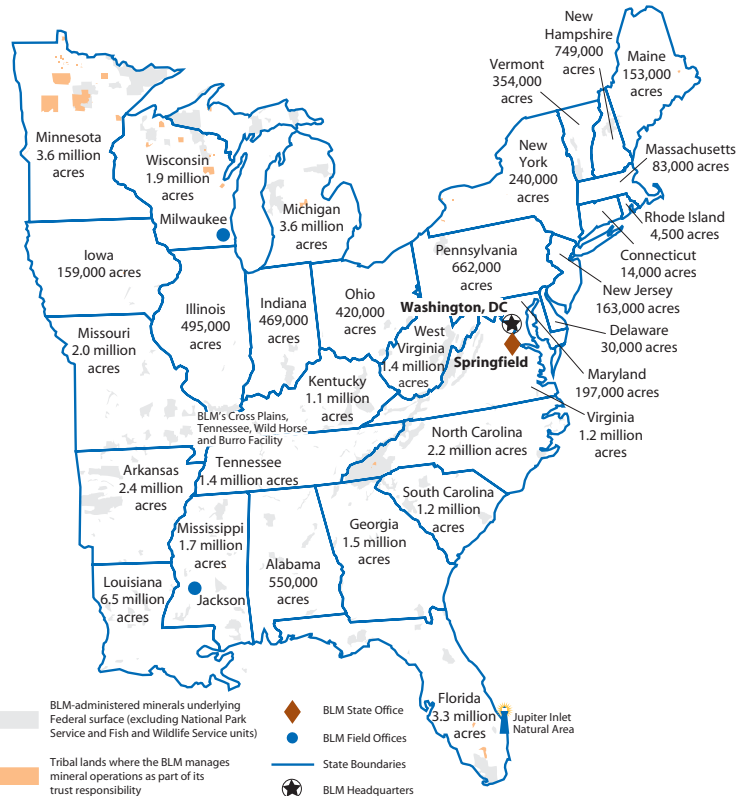 New
Hampshire
749,000
acres
Vermont
354,000
acres
Maine
153,000
acres
Minnesota
3.6 million
acres
Wisconsin
1.9 million
acres
Milwaukee
Michigan
3.6 million
acres
New
York
240,000
acres
Massachusetts
83,000 acres
Rhode Island
4,500 acres
Connecticut
14,000 acres
New Jersey
163,000 acres
Delaware
30,000 acres
Maryland
197,000 acres
Virginia
1.2 million
acres
Iowa
159,000 acres
Illinois
495,000
acres
Indiana
469,000
acres
Ohio
420,000
acres
Pennsylvania
662,000
acres
Washington, DC
Springfield
West
Virginia
1.4 million
acres
Missouri
2.0 million
acres
Kentucky
1.1 million
acres
BLM's Cross Plains,
Tennessee, Wild Horse
and Burro Facility
Tennessee
1.4 million acres
North Carolina
2.2 million acres
Arkansas
2.4 million
acres
South Carolina
1.2 million
acres
Mississippi
1.7 million
acres
Jackson
Alabama
550,000
acres
Georgia
1.5 million
acres
Louisiana
6.5 million
acres
Florida
3.3 million
acres
Jupiter Inlet
Natural Area
BLM-administered minerals underlying
Federal surface (excluding National Park
Service and Fish and Wildlife Service units)
Tribal lands where the BLM manages
mineral operations as part of its
trust responsibility
BLM State Office
BLM Field Offices
State Boundaries
BLM Headquarters